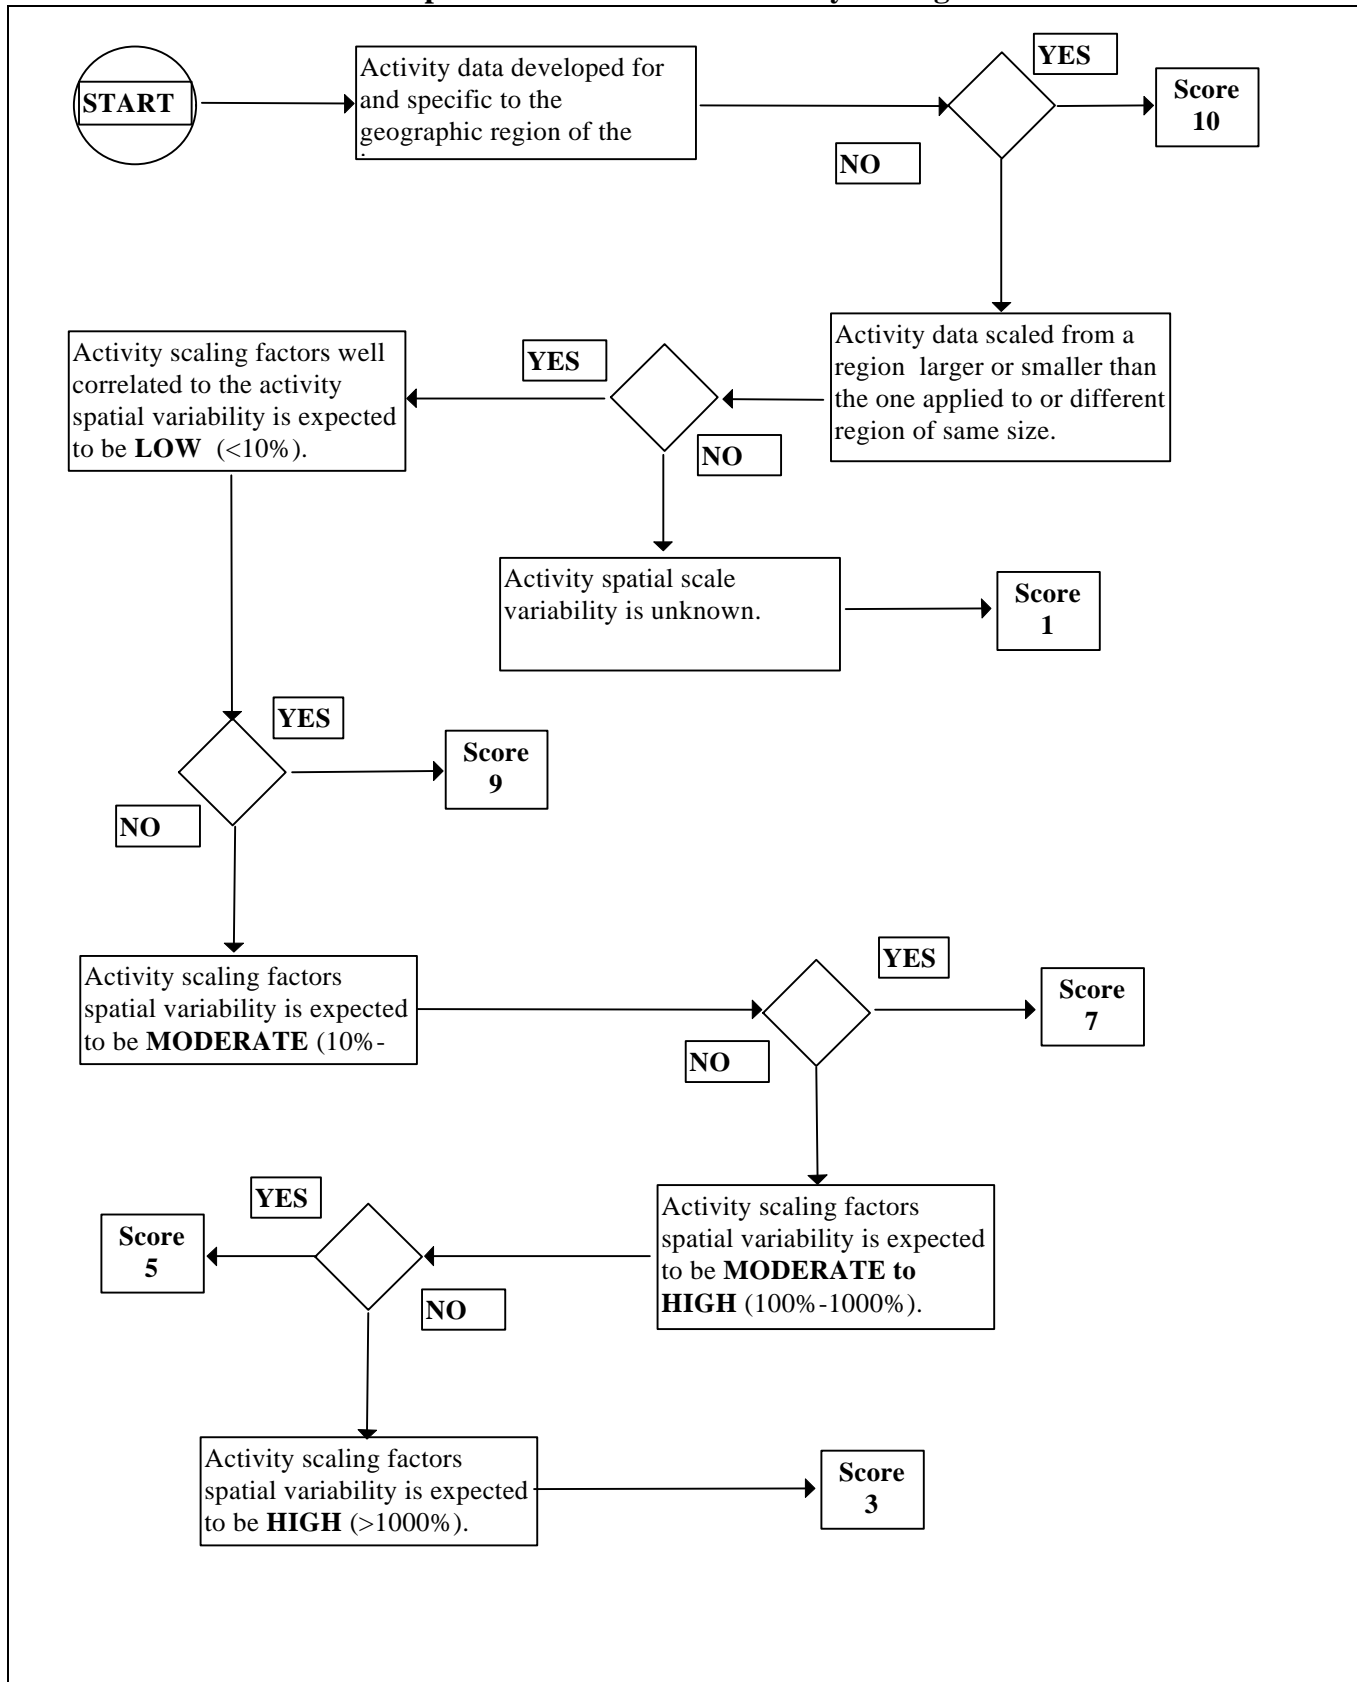 START
Activity data developed for
and specific to the
geographic region of the
YES
Score
10
NO
Activity data scaled from a
region larger or smaller than
the one applied to or different
region of same size.
YES
NO
Activity scaling factors well
correlated to the activity
spatial variability is expected
to be LOW (<10%).
Activity spatial scale
variability is unknown.
Score
1
YES
Score
9
NO
Activity scaling factors
spatial variability is expected
to be MODERATE (10%-
YES
Score
7
NO
Activity scaling factors
spatial variability is expected
to be MODERATE to
HIGH (100%-1000%).
YES
Score
5
NO
Activity scaling factors
spatial variability is expected
to be HIGH (>1000%).
Score
3